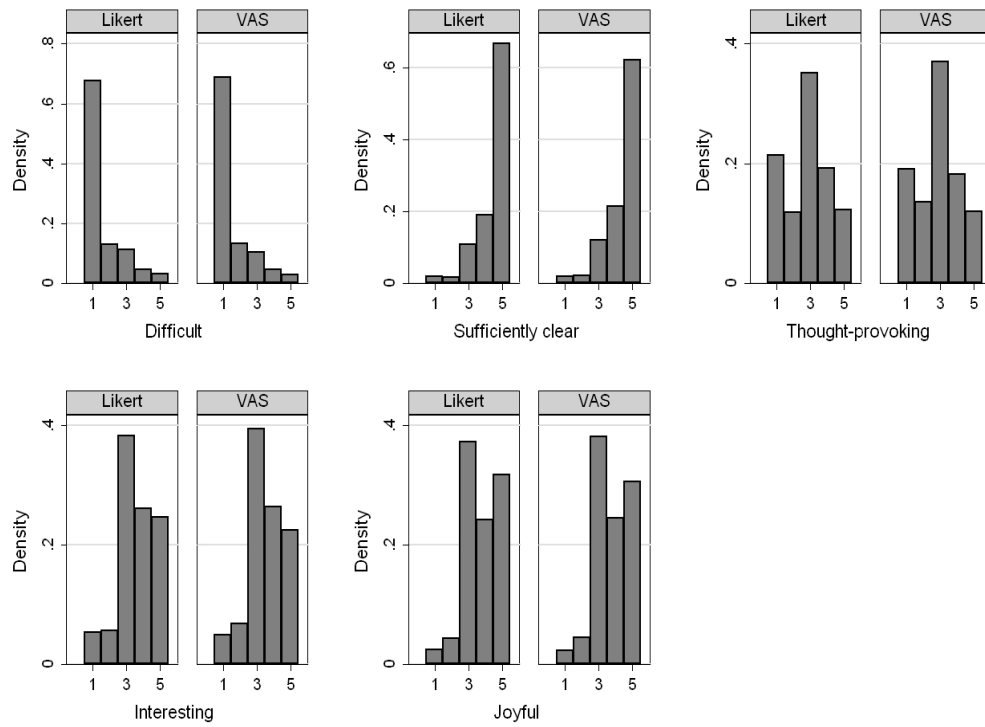 Likert VAS
Density
0 .2 .4 .6 .8
1 3 5 1 3 5
Difficult
Likert VAS
Density
0 .2 .4 .6
1 3 5 1 3 5
Sufficiently clear
Likert VAS
Density
0 .2 .4
1 3 5 1 3 5
Thought-provoking
Likert VAS
Density
0 .2 .4
1 3 5 1 3 5
Interesting
Likert VAS
Density
0 .2 .4
1 3 5 1 3 5
Joyful